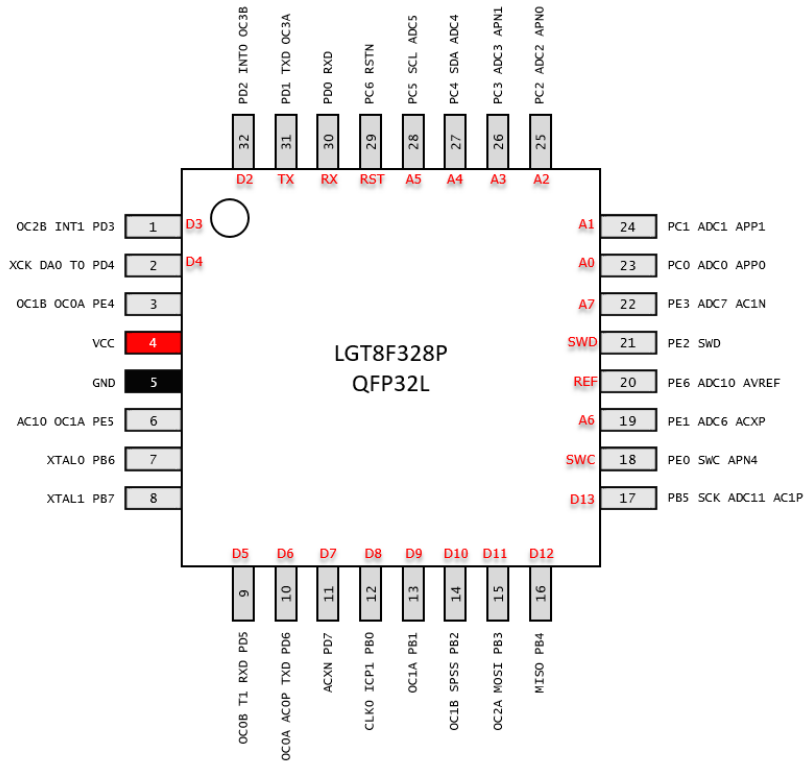 PD2 INT0 OC3B
PD1 TXD OC3A
PD0 RXD
PC6 RSTN
PC5 SCL ADC5
PC4 SDA ADC4
PC3 ADC3 APN1
PC2 ADC2 APN0
32
31
30
29
28
27
26
25
D2
TX
RX
RST
A5
A4
A3
A2
OC2B INT1 PD3
1
D3
XCK DA0 T0 PD4
2
D4
OC1B OC0A PE4
3
VCC
4
GND
5
AC1O OC1A PE5
6
XTAL0 PB6
7
XTAL1 PB7
8
LGT8F328P
QFP32L
A1
24
PC1 ADC1 APP1
A0
23
PC0 ADC0 APP0
A7
22
PE3 ADC7 AC1N
SWD
21
PE2 SWD
REF
20
PE6 ADC10 AVREF
A6
19
PE1 ADC6 ACXP
SWC
18
PE0 SWC APN4
D13
17
PB5 SCK ADC11 AC1P
D5
D6
D7
D8
D9
D10
D11
D12
9
10
11
12
13
14
15
16
OC0B T1 RXD PD5
OC0A AC0P TXD PD6
ACXN PD7
CLKO ICP1 PB0
OC1A PB1
OC1B SPSS PB2
OC2A MOSI PB3
MISO PB4